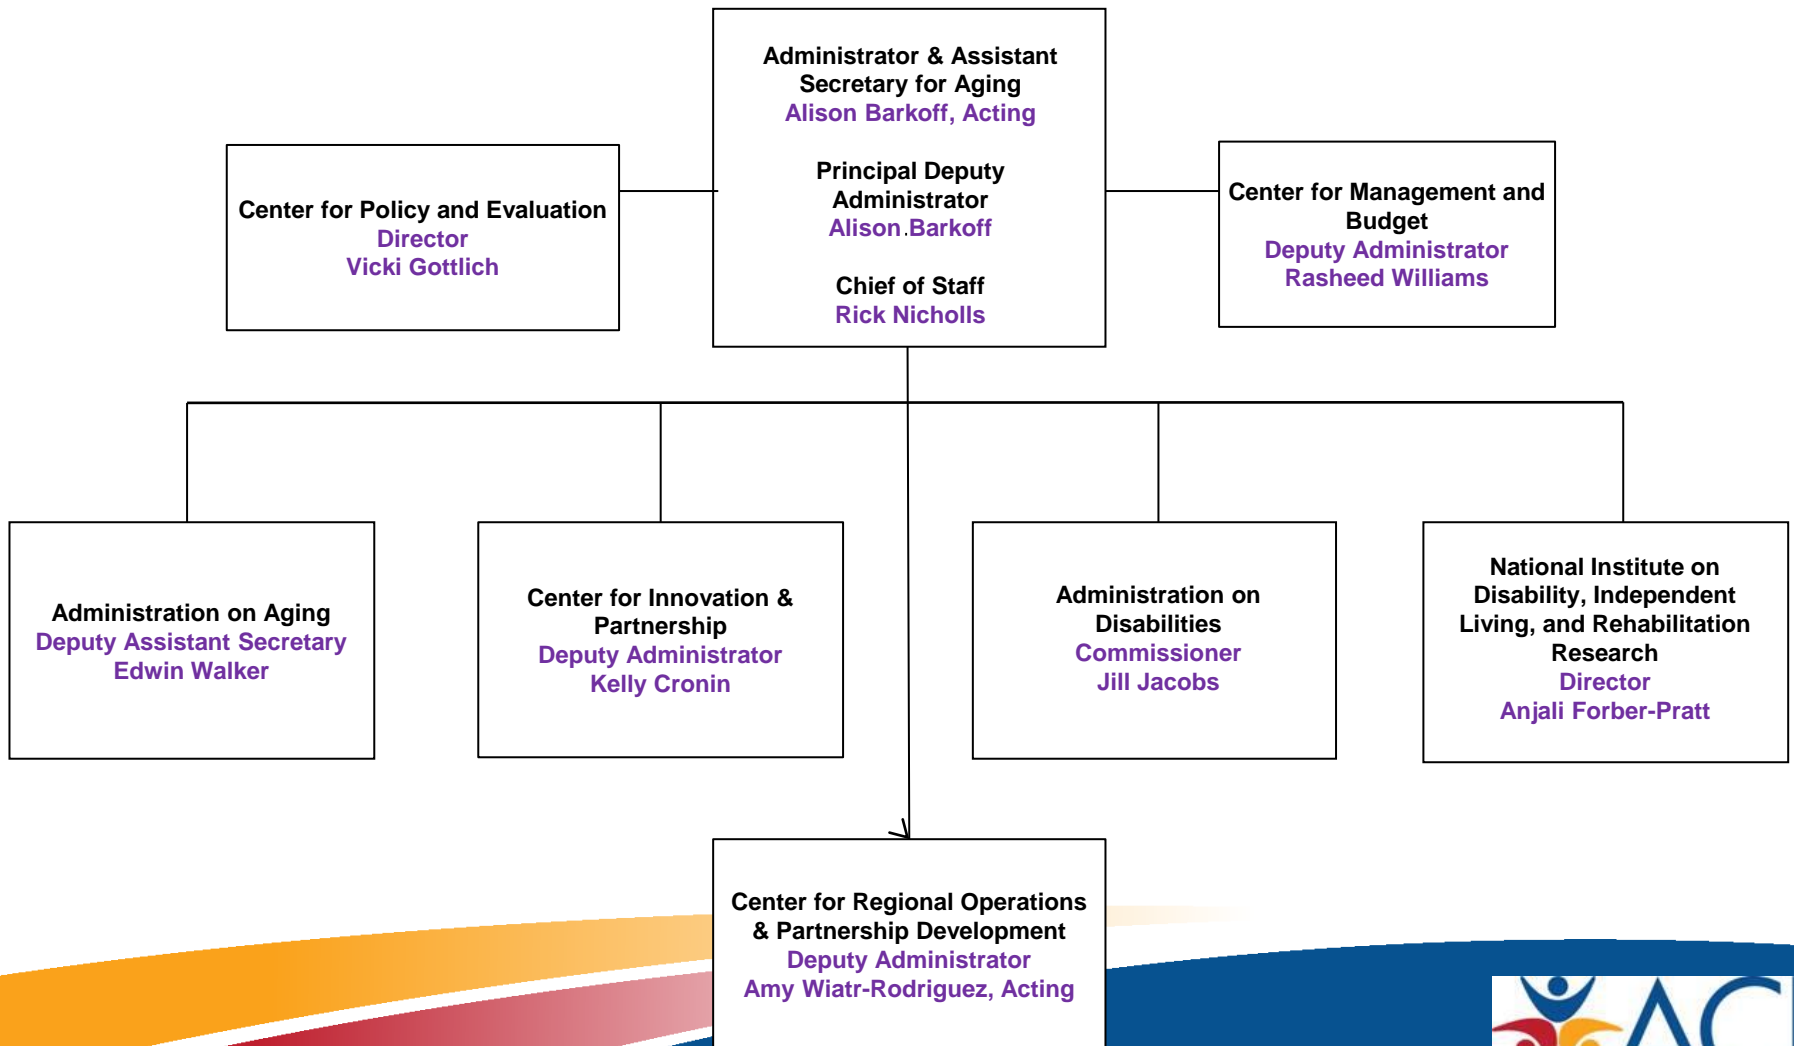 Administrator & Assistant
Secretary for Aging
Alison Barkoff, Acting
Principal Deputy
Administrator
Alison.Barkoff
Chief of Staff
Rick Nicholls
Center for Policy and Evaluation
Director
Vicki Gottlich
Center for Management and
Budget
Deputy Administrator
Rasheed Williams
Administration on Aging
Deputy Assistant Secretary
Edwin Walker
Center for Innovation &
Partnership
Deputy Administrator
Kelly Cronin
Administration on
Disabilities
Commissioner
Jill Jacobs
National Institute on
Disability, Independent
Living, and Rehabilitation
Research
Director
Anjali Forber-Pratt
Center for Regional Operations
& Partnership Development
Deputy Administrator
Amy Wiatr-Rodriguez, Acting